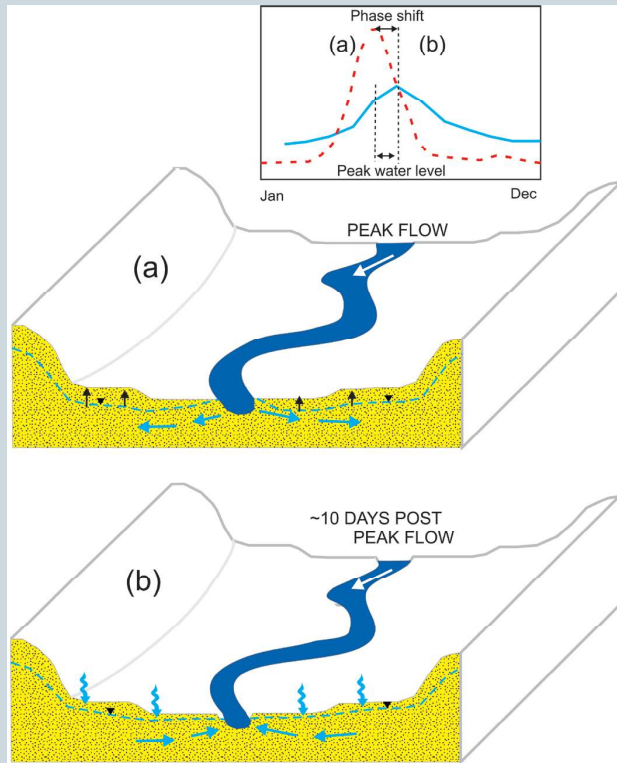 Phase shift
(a)
(b)
Peak water level
Jan
Dec
PEAK FLOW
(a)
~10 DAYS POST
PEAK FLOW
(b)